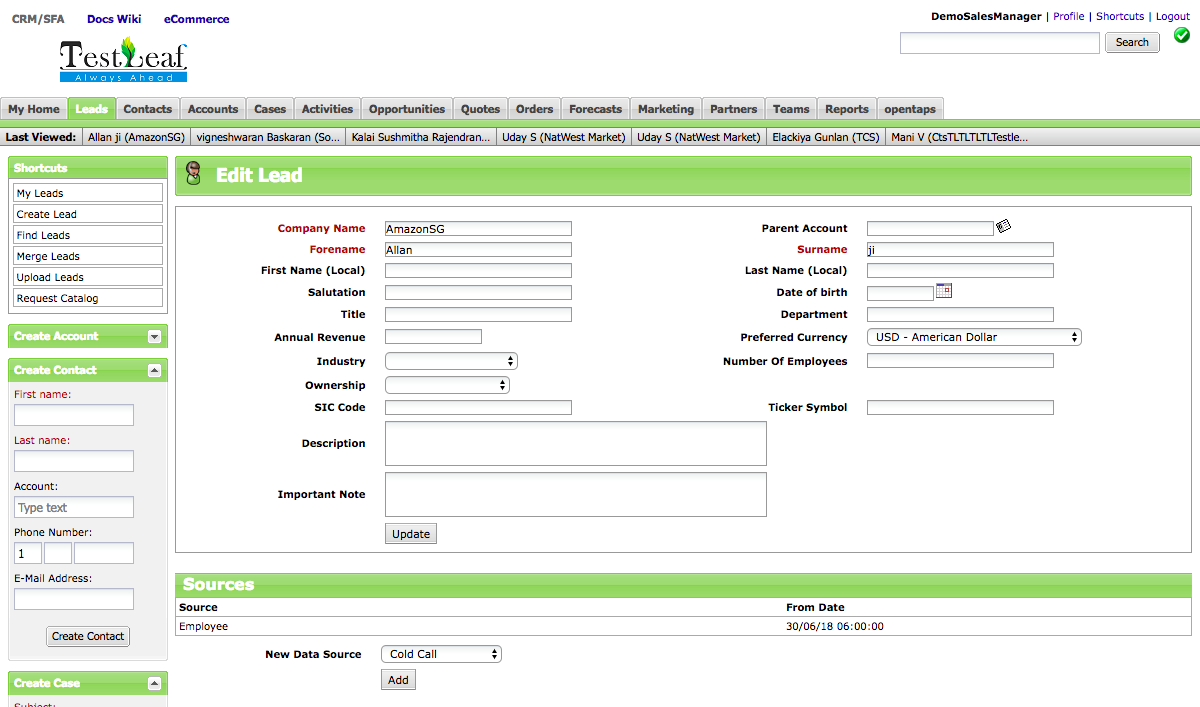 CRM/SFA Docs Wiki eCommerce
DemoSalesManager | Profile | Shortcuts | Logout
Search
TestLeaf
Always Ahead
My Home Leads Contacts Accounts Cases Activities Opportunities Quotes Orders Forecasts Marketing Partners Teams Reports opentaps
Last Viewed: Allan ji (AmazonSG) vigneshwaran Baskaran (So... Kalai Sushmitha Rajendran... Uday S (NatWest Market) Uday S (NatWest Market) Elackiya Gunlan (TCS) Mani V (CtsTLTLTLTLTestle...
Shortcuts
My Leads
Create Lead
Find Leads
Merge Leads
Upload Leads
Request Catalog
Create Account
Create Contact
First name:
Last name:
Account:
Type text
Phone Number:
1
E-Mail Address:
Create Contact
Create Case
Subject:
Edit Lead
Company Name AmazonSG Parent Account
Forename Allan Surname ji
First Name (Local) Last Name (Local)
Salutation Date of birth
Title Department
Annual Revenue Preferred Currency USD - American Dollar
Industry Number Of Employees
Ownership
SIC Code Ticker Symbol
Description
Important Note
Update
Sources
Source From Date
Employee 30/06/18 06:00:00
New Data Source Cold Call
Add